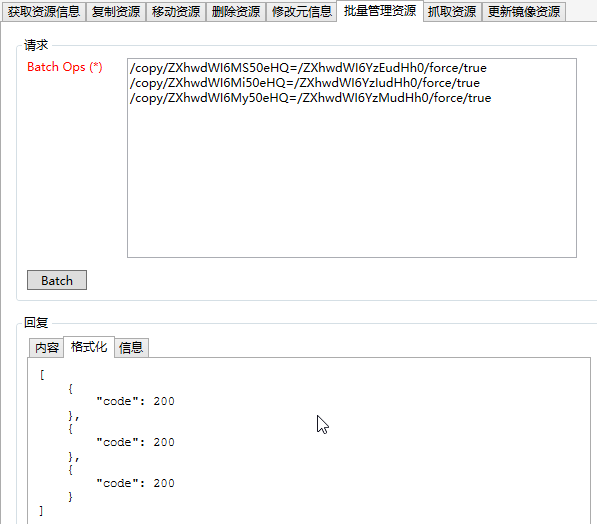 获取资源信息 复制资源 移动资源 删除资源 修改元信息 批量管理资源 抓取资源 更新镜像资源
请求
Batch Ops (*)
/copy/ZXhwdWI6MS50eHQ=/ZXhwdWI6YzEudHh0/force/true
/copy/ZXhwdWI6Mi50eHQ=/ZXhwdWI6YzIudHh0/force/true
/copy/ZXhwdWI6My50eHQ=/ZXhwdWI6YzMudHh0/force/true
Batch
回复
内容 格式化 信息
[
{
"code": 200
},
{
"code": 200
},
{
"code": 200
}
]